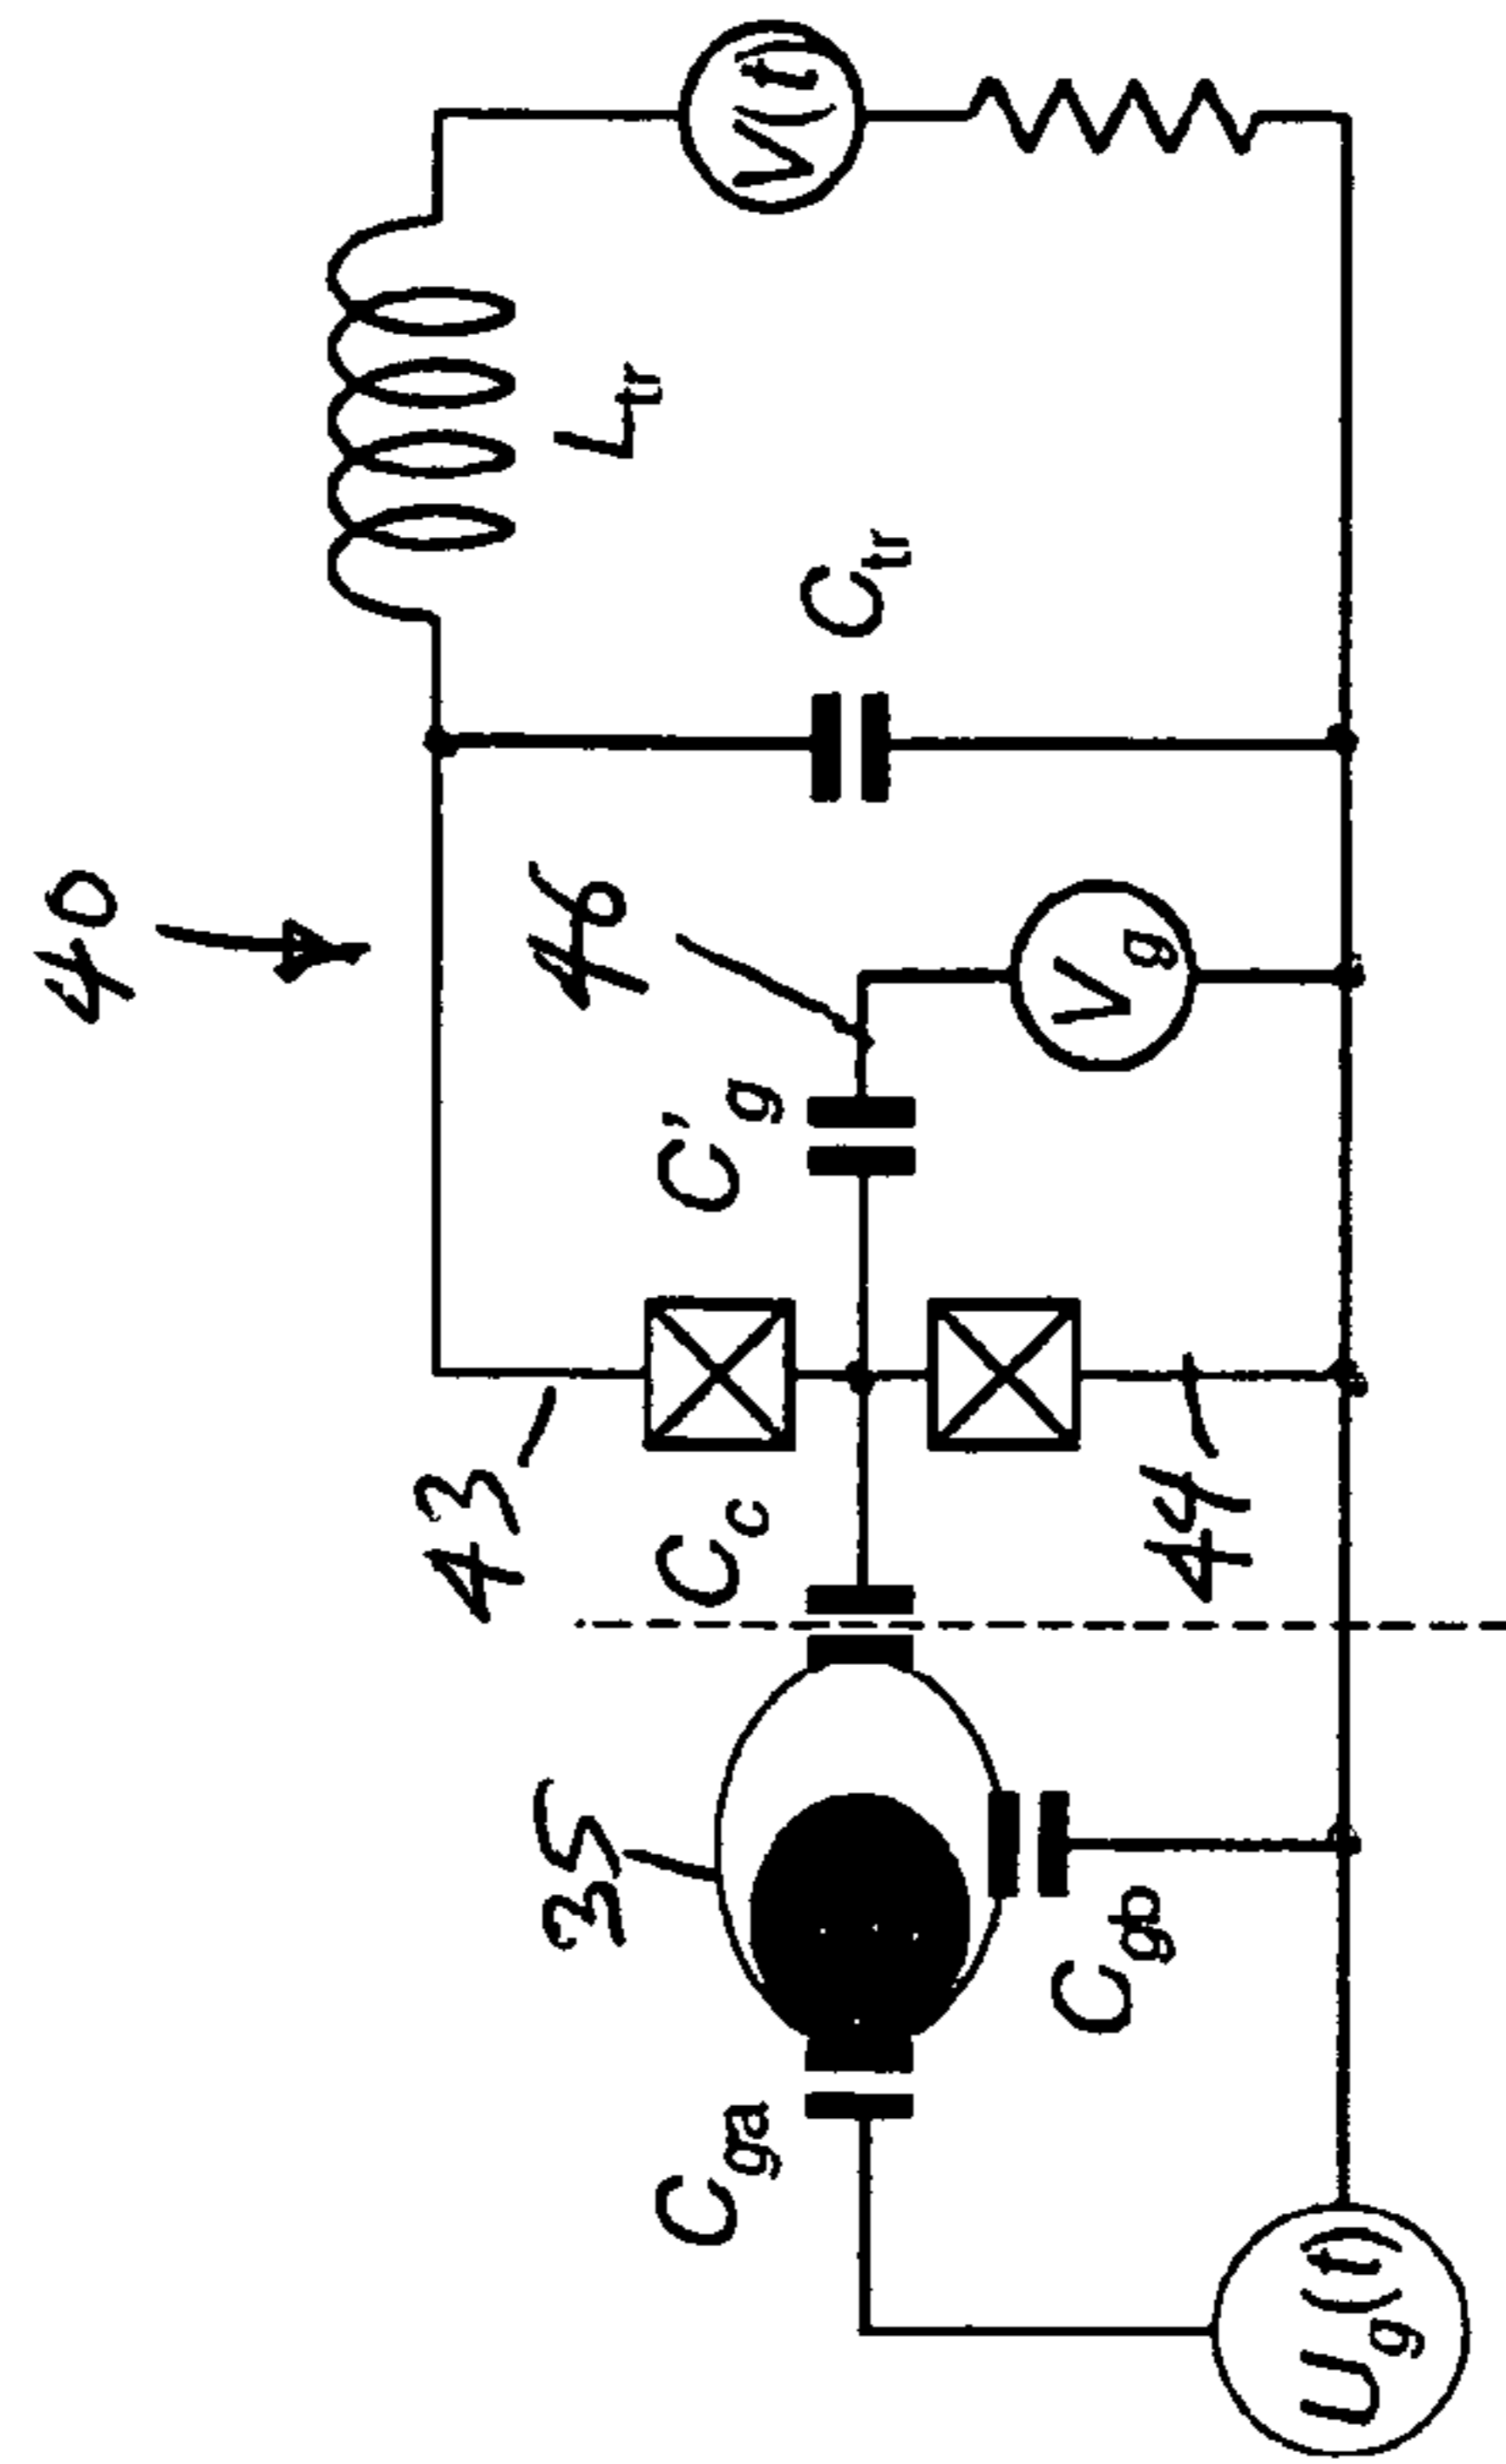 40
L_tr
V(t)
C_tr
46
C'_g
V_g
43
C_c
44
35
C_ga
C_gb
U_g(t)